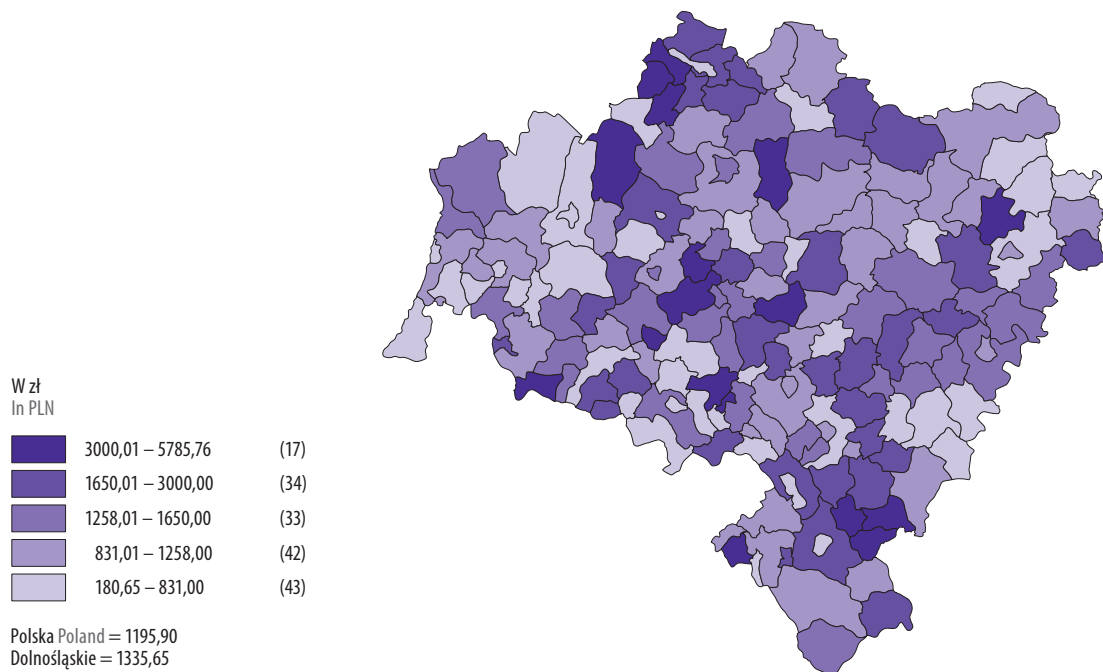 W zł
In PLN
3000,01 – 5785,76 (17)
1650,01 – 3000,00 (34)
1258,01 – 1650,00 (33)
831,01 – 1258,00 (42)
180,65 – 831,00 (43)
Polska Poland = 1195,90
Dolnośląskie = 1335,65